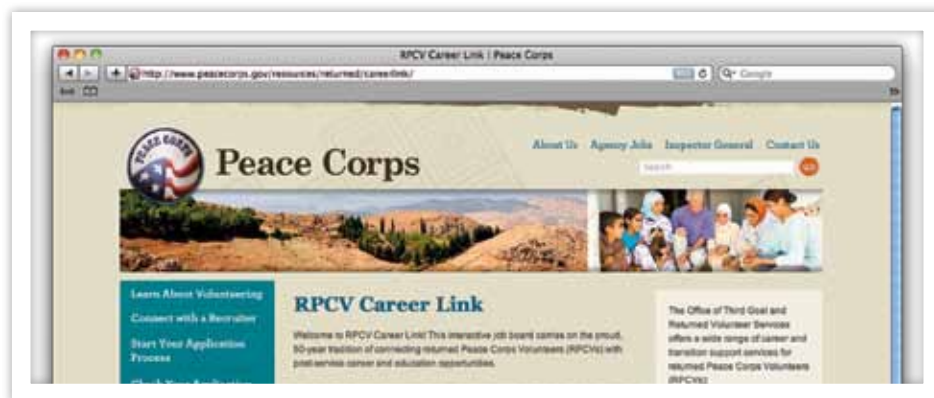 RPCV Career Link | Peace Corps
http://www.peacecorps.gov/resources/returned/careerlink/
Google
PEACE CORPS
Peace Corps
About Us Agency Jobs Inspector General Contact Us
Search
GO
Learn About Volunteering
Connect with a Recruiter
Start Your Application
Process
Check Your Application
RPCV Career Link
Welcome to RPCV Career Link! This interactive job board carries on the proud,
50-year tradition of connecting returned Peace Corps Volunteers (RPCVs) with
post-service career and education opportunities.
The Office of Third Goal and
Returned Volunteer Services
offers a wide range of career and
transition support services for
returned Peace Corps Volunteers
(RPCVs)